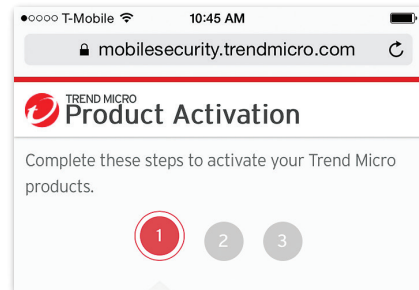 T-Mobile 10:45 AM
mobilesecurity.trendmicro.com
TREND MICRO
Product Activation
Complete these steps to activate your Trend Micro
products.
1 2 3